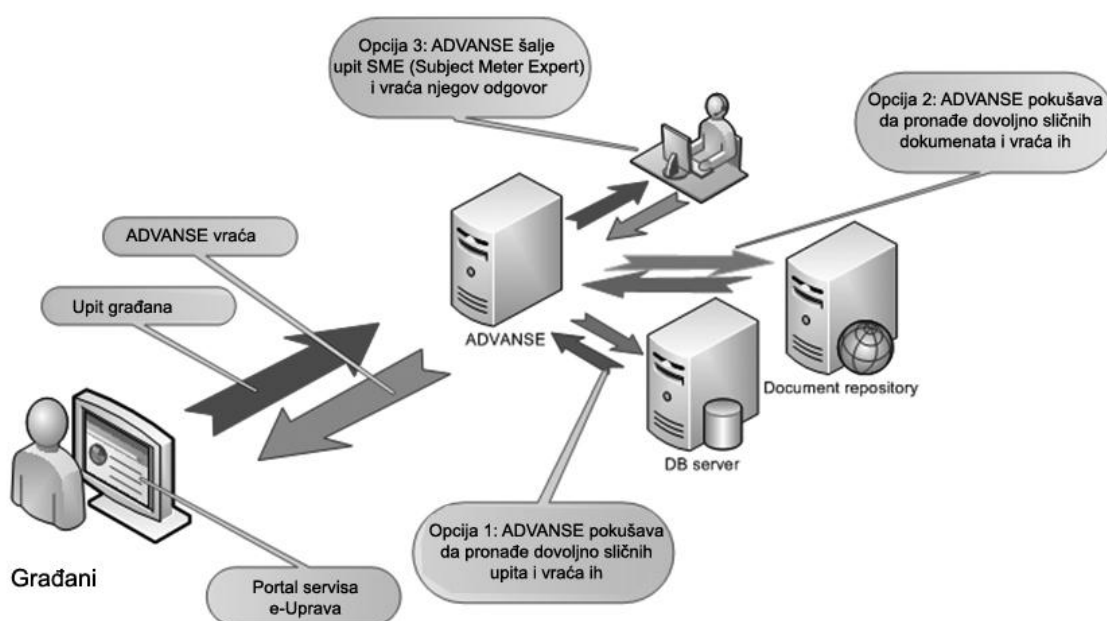 Opcija 3: ADVANSE šalje
upit SME (Subject Meter Expert)
i vraća njegov odgovor
Opcija 2: ADVANSE pokušava
da pronađe dovoljno sličnih
dokumenata i vraća ih
ADVANSE vraća
Upit građana
ADVANSE
Document repository
DB server
Opcija 1: ADVANSE pokušava
da pronađe dovoljno sličnih
upita i vraća ih
Građani
Portal servisa
e-Uprava